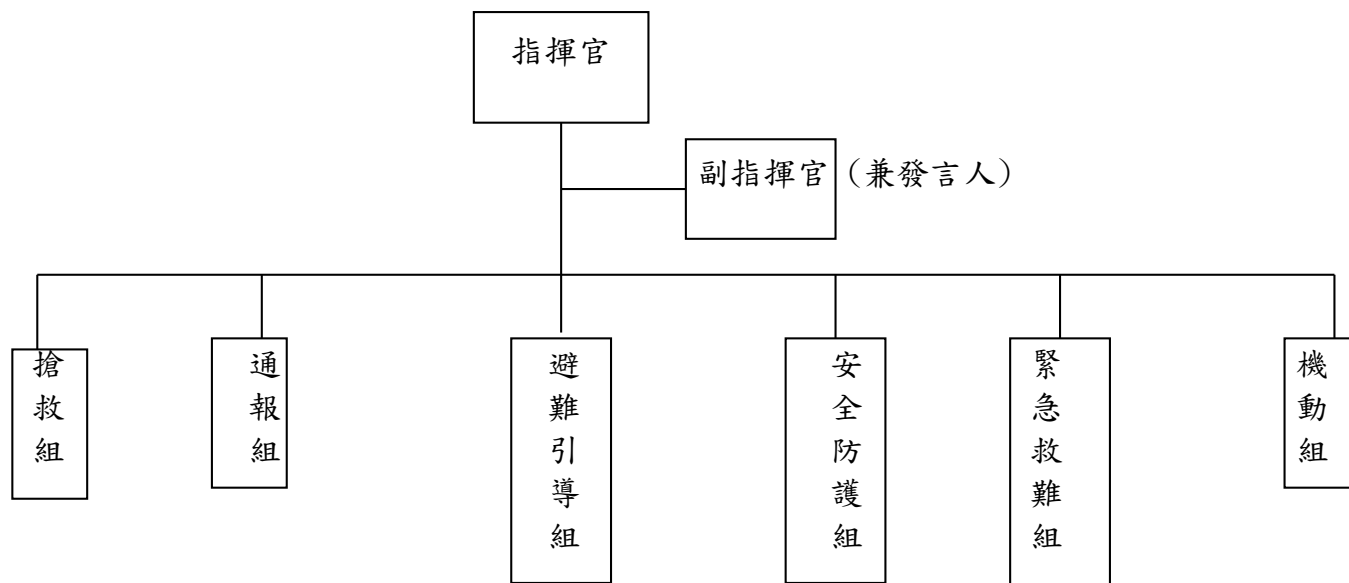 指揮官
副指揮官（兼發言人）
搶救組
通報組
避難引導組
安全防護組
緊急救難組
機動組